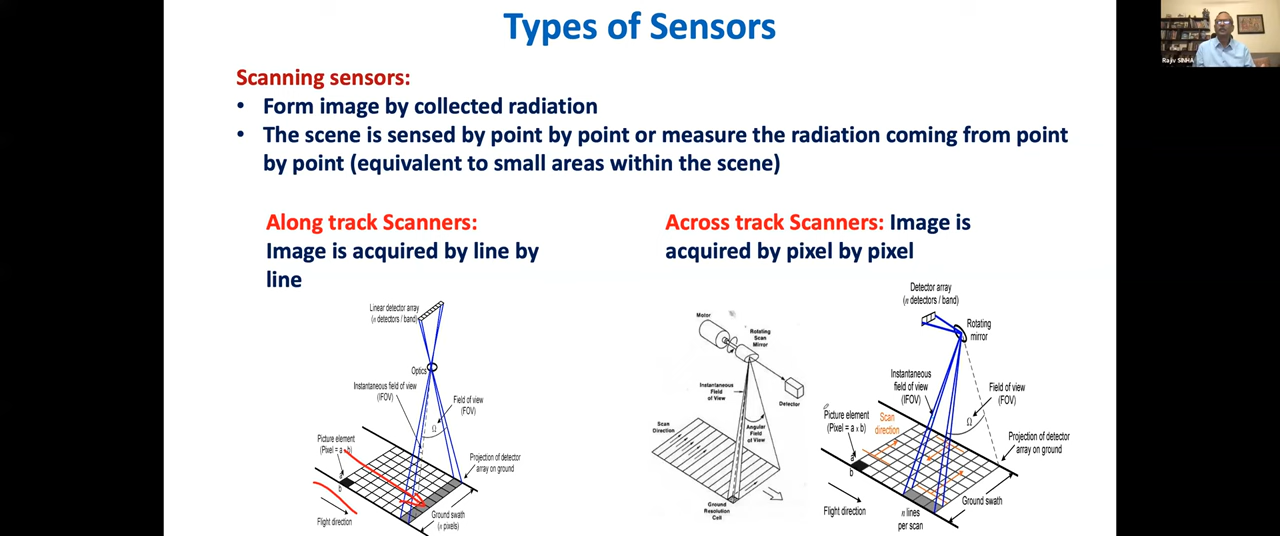 Types of Sensors
Rajiv SINHA
Scanning sensors:
• Form image by collected radiation
• The scene is sensed by point by point or measure the radiation coming from point
by point (equivalent to small areas within the scene)
Along track Scanners:
Image is acquired by line by
line
Linear detector array
(n detectors / band)
Optics
Instantaneous field of view
(IFOV)
Field of view
(FOV)
Ω
Picture element
(Pixel = a x b)
a
b
Projection of detector
array on ground
Flight direction
Ground swath
(n pixels)
Across track Scanners: Image is
acquired by pixel by pixel
Motor
Rotating
Scan
Mirror
Instantaneous
Field
of View
Detector
Scan
Direction
Angular
Field
of View
Ground
Resolution
Cell
Detector array
(n detectors / band)
Rotating
mirror
Instantaneous
field of view
(IFOV)
Field of view
(FOV)
Ω
Picture element
(Pixel = a x b)
Scan
direction
a
b
Projection of detector
array on ground
Flight direction
n lines
per scan
Ground swath